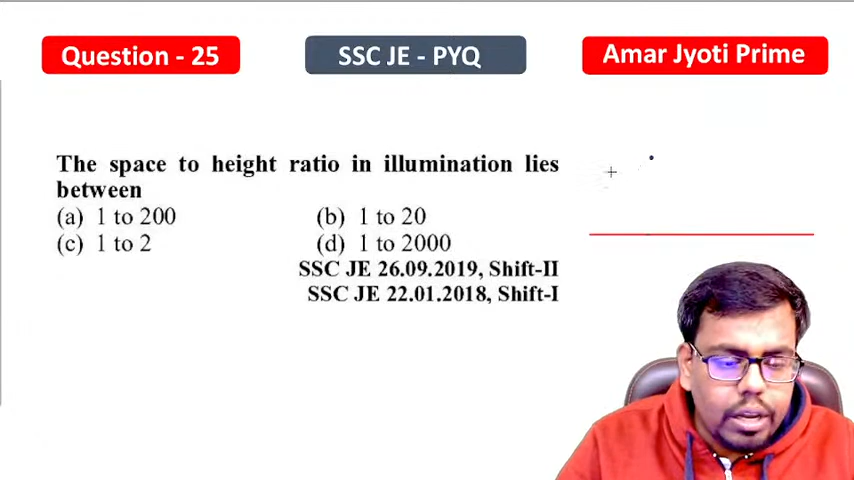 Question - 25
SSC JE - PYQ
Amar Jyoti Prime
The space to height ratio in illumination lies
between
(a) 1 to 200
(b) 1 to 20
(c) 1 to 2
(d) 1 to 2000
SSC JE 26.09.2019, Shift-II
SSC JE 22.01.2018, Shift-I